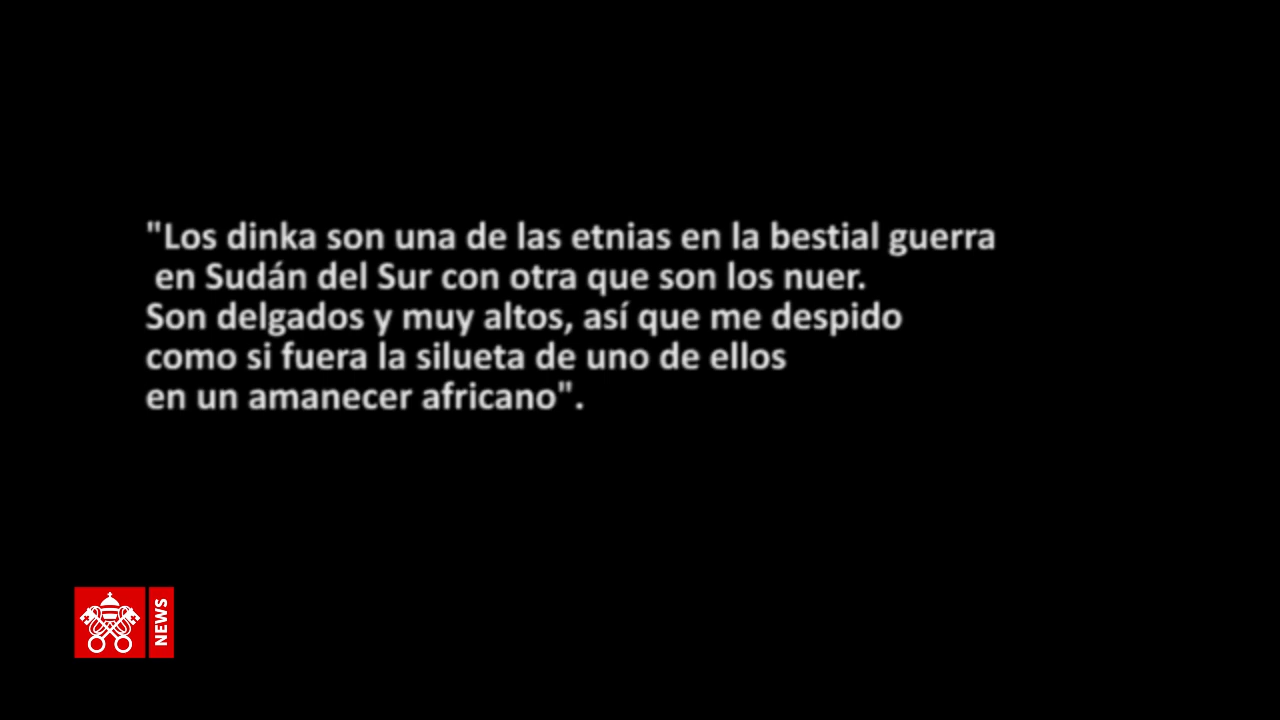 "Los dinka son una de las etnias en la bestial guerra
en Sudán del Sur con otra que son los nuer.
Son delgados y muy altos, así que me despido
como si fuera la silueta de uno de ellos
en un amanecer africano".
NEWS